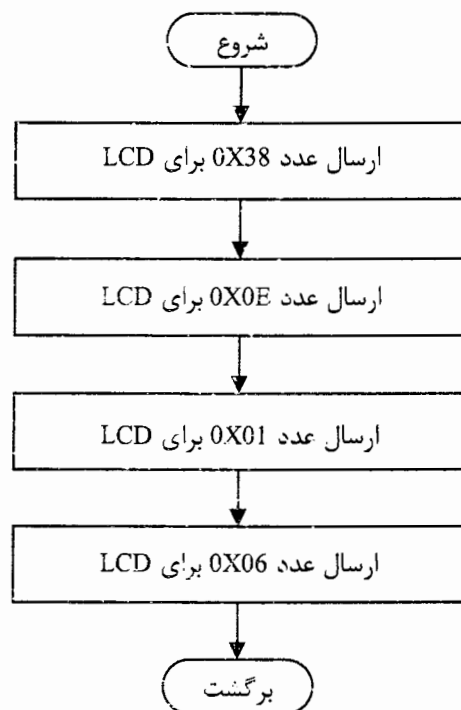 شروع
ارسال عدد 0X38 برای LCD
ارسال عدد 0X0E برای LCD
ارسال عدد 0X01 برای LCD
ارسال عدد 0X06 برای LCD
برگشت